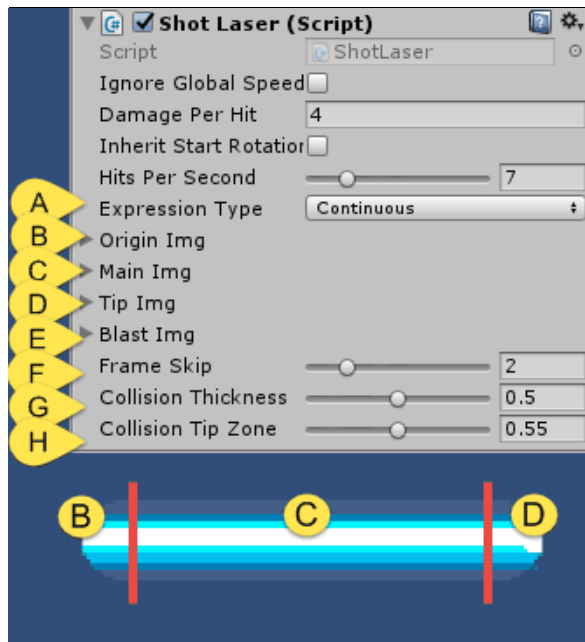 Shot Laser (Script)
Script ShotLaser
Ignore Global Speed
Damage Per Hit 4
Inherit Start Rotation
Hits Per Second 7
A Expression Type Continuous
B Origin Img
C Main Img
D Tip Img
E Blast Img
F Frame Skip 2
G Collision Thickness 0.5
H Collision Tip Zone 0.55
B C D